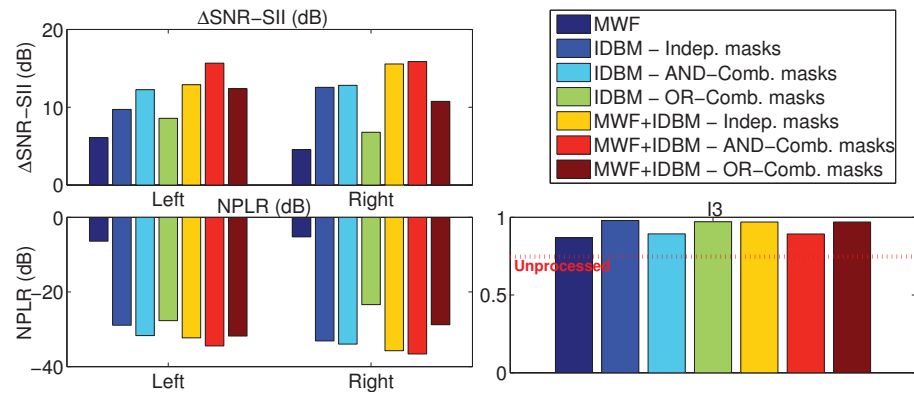 ΔSNR−SII (dB)
ΔSNR−SII (dB)
20
10
0
Left
Right
MWF
IDBM − Indep. masks
IDBM − AND−Comb. masks
IDBM − OR−Comb. masks
MWF+IDBM − Indep. masks
MWF+IDBM − AND−Comb. masks
MWF+IDBM − OR−Comb. masks
NPLR (dB)
NPLR (dB)
0
−20
−40
Left
Right
I3
1
0.5
0
Unprocessed